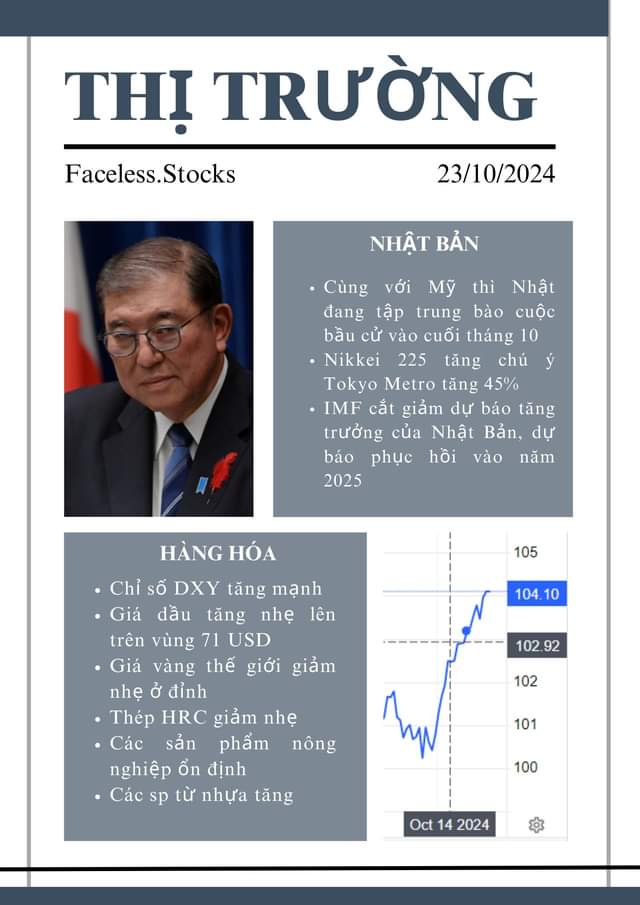 THỊ TRƯỜNG
Faceless.Stocks
23/10/2024
NHẬT BẢN
• Cùng với Mỹ thì Nhật
đang tập trung bào cuộc
bầu cử vào cuối tháng 10
• Nikkei 225 tăng chú ý
Tokyo Metro tăng 45%
• IMF cắt giảm dự báo tăng
trưởng của Nhật Bản, dự
báo phục hồi vào năm
2025
HÀNG HÓA
• Chỉ số DXY tăng mạnh
• Giá dầu tăng nhẹ lên
trên vùng 71 USD
• Giá vàng thế giới giảm
nhẹ ở đỉnh
• Thép HRC giảm nhẹ
• Các sản phẩm nông
nghiệp ổn định
• Các sp từ nhựa tăng
105
104.10
102.92
102
101
100
Oct 14 2024